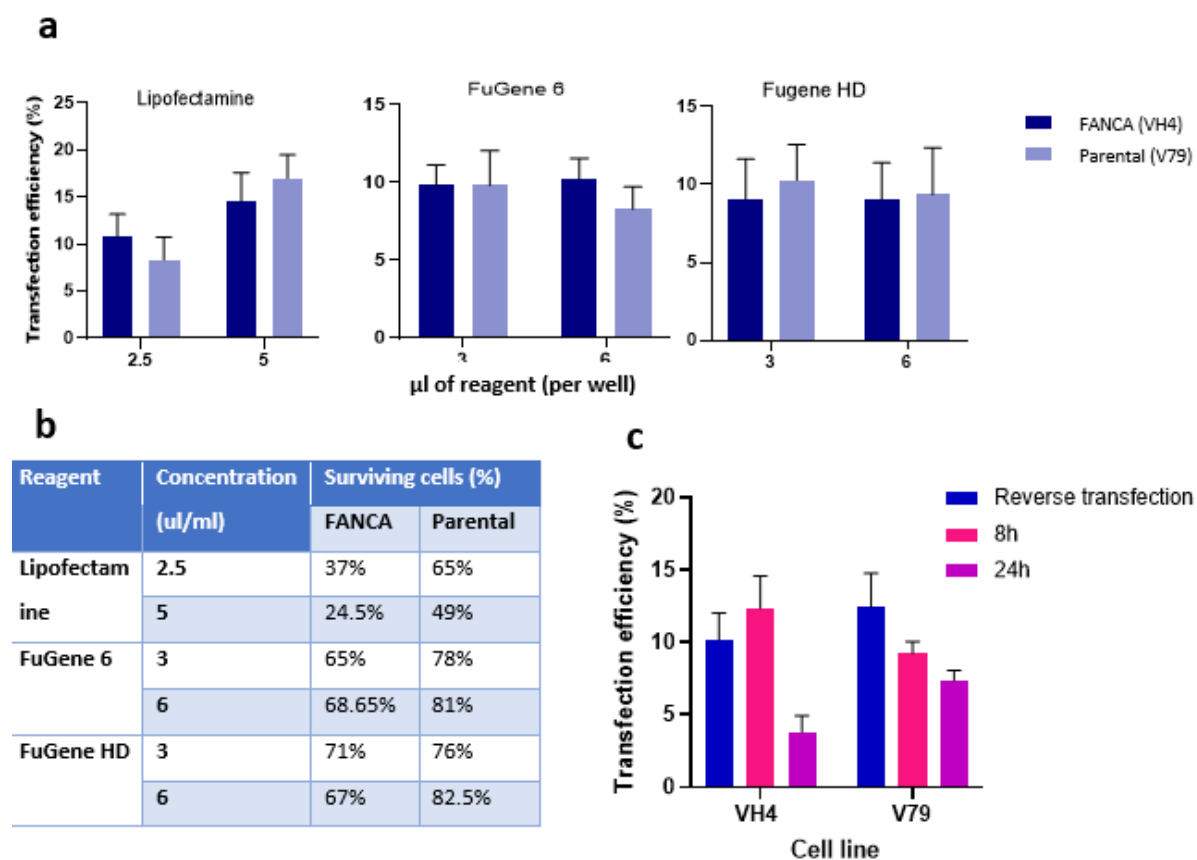 a
Lipofectamine
FuGene 6
Fugene HD
Transfection efficiency (%)
25
20
15
10
5
0
2.5
5
15
10
5
0
3
6
15
10
5
0
3
6
µl of reagent (per well)
FANCA (VH4)
Parental (V79)
b
Reagent Concentration Surviving cells (%)
(ul/ml) FANCA Parental
Lipofectam 2.5 37% 65%
ine 5 24.5% 49%
FuGene 6 3 65% 78%
6 68.65% 81%
FuGene HD 3 71% 76%
6 67% 82.5%
c
Transfection efficiency (%)
20
15
10
5
0
Reverse transfection
8h
24h
VH4
V79
Cell line